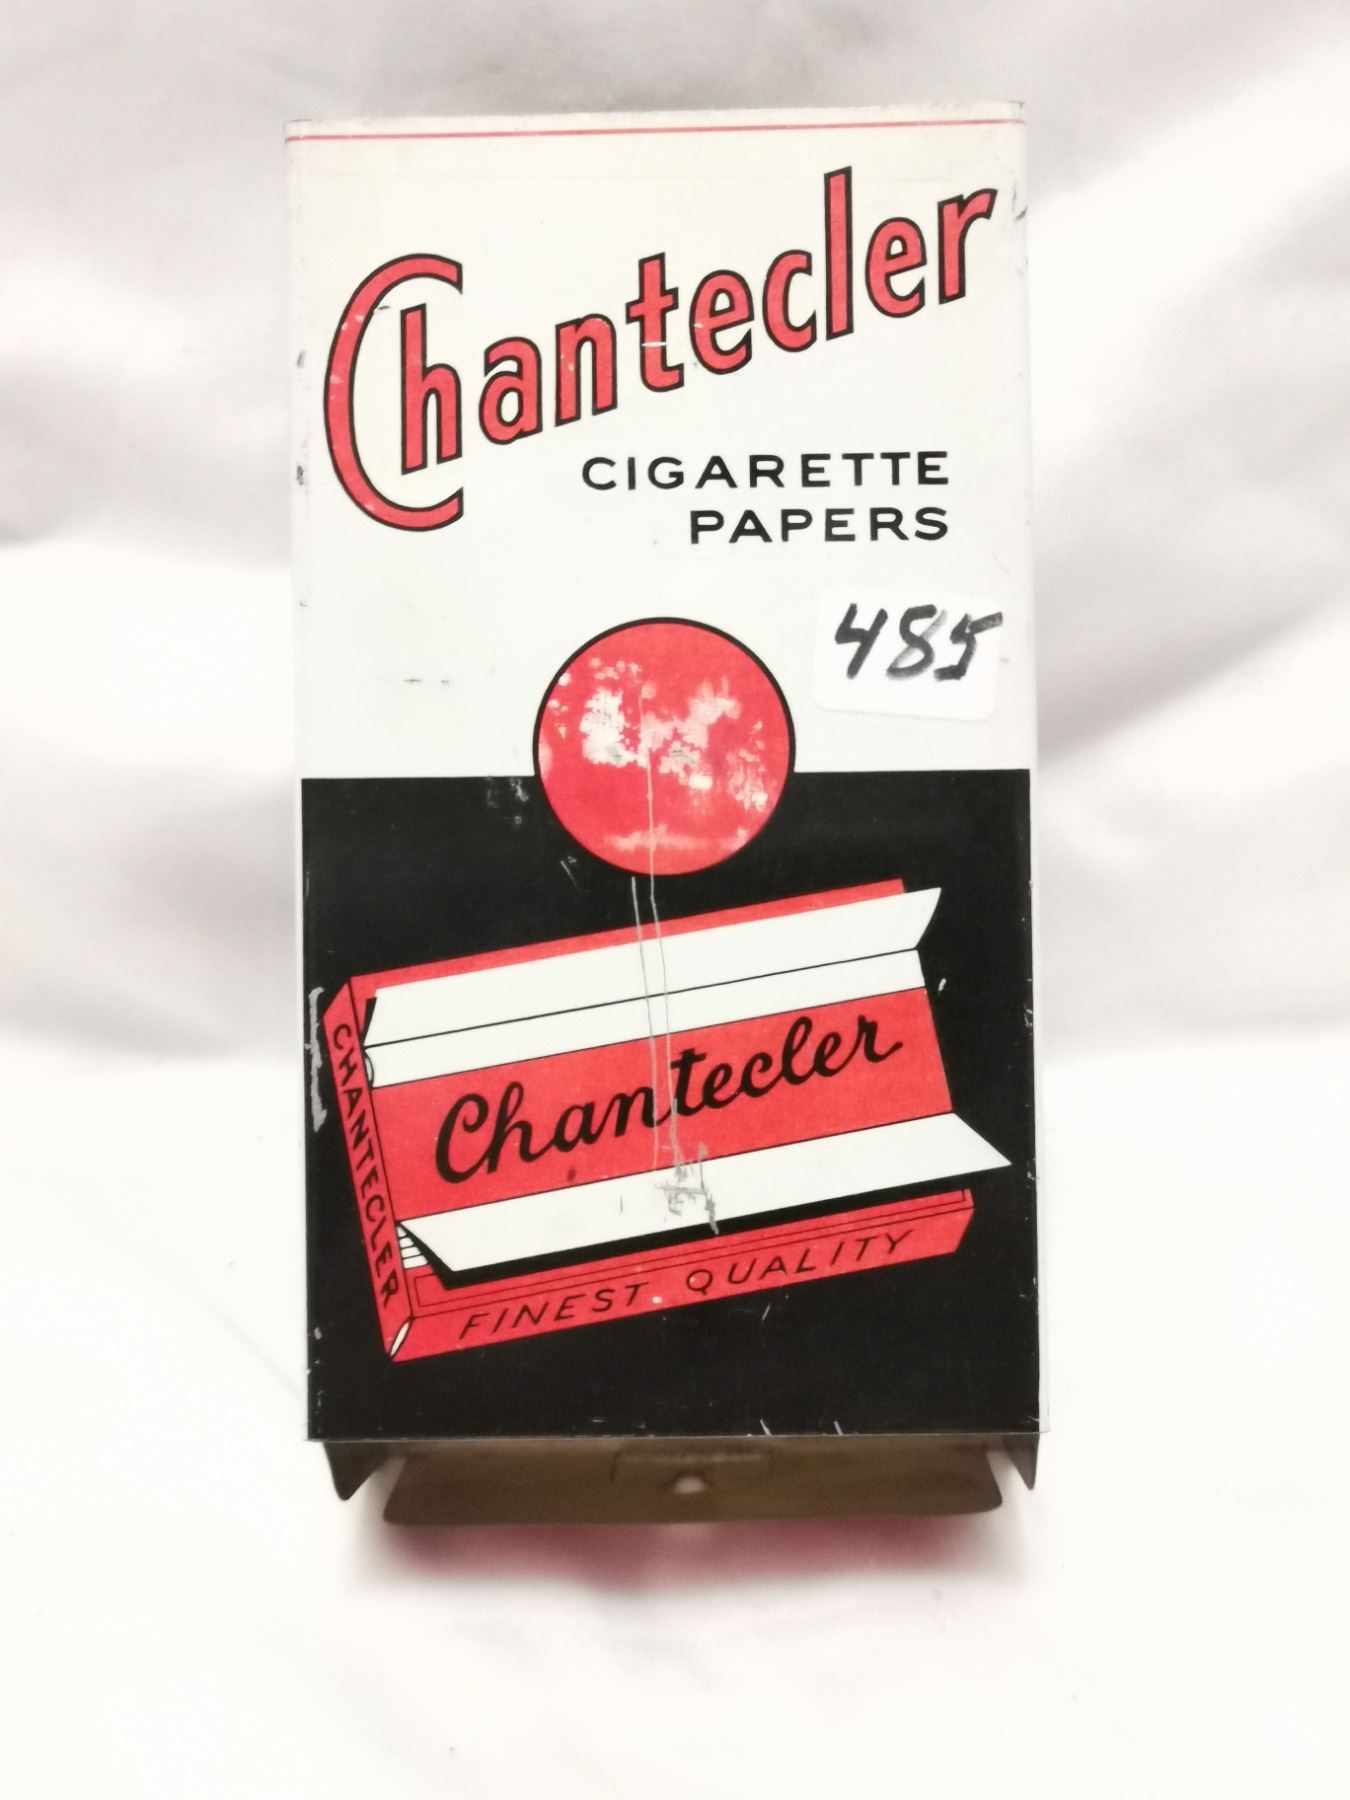 Chantecler
CIGARETTE
PAPERS
485
Chantecler
CHANTECLER
FINEST QUALITY